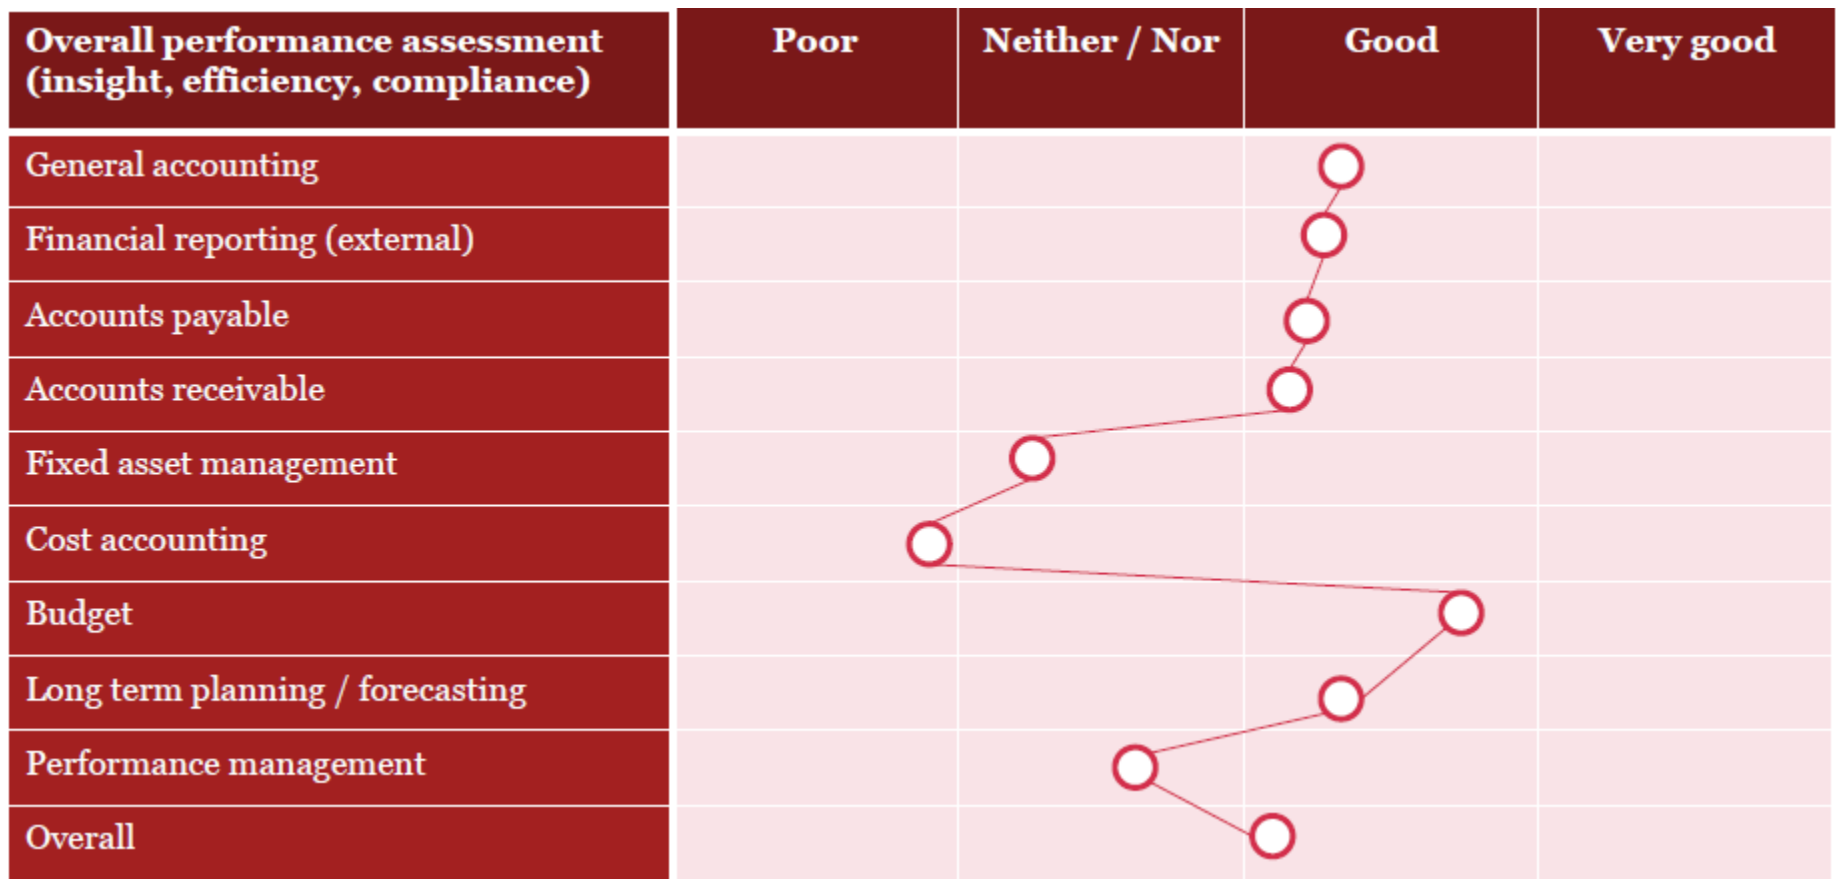 Overall performance assessment
(insight, efficiency, compliance)
Poor
Neither / Nor
Good
Very good
General accounting
Financial reporting (external)
Accounts payable
Accounts receivable
Fixed asset management
Cost accounting
Budget
Long term planning / forecasting
Performance management
Overall